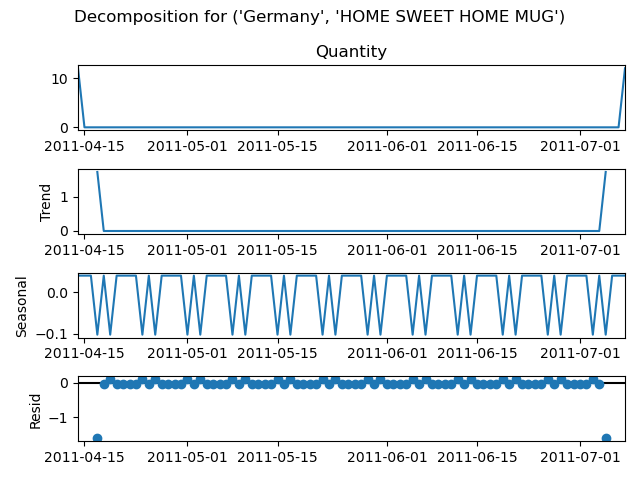 Decomposition for ('Germany', 'HOME SWEET HOME MUG')
Quantity
10
0
2011-04-15 2011-05-01 2011-05-15 2011-06-01 2011-06-15 2011-07-01
Trend
1
0
2011-04-15 2011-05-01 2011-05-15 2011-06-01 2011-06-15 2011-07-01
Seasonal
0.0
−0.1
2011-04-15 2011-05-01 2011-05-15 2011-06-01 2011-06-15 2011-07-01
Resid
0
−1
2011-04-15 2011-05-01 2011-05-15 2011-06-01 2011-06-15 2011-07-01